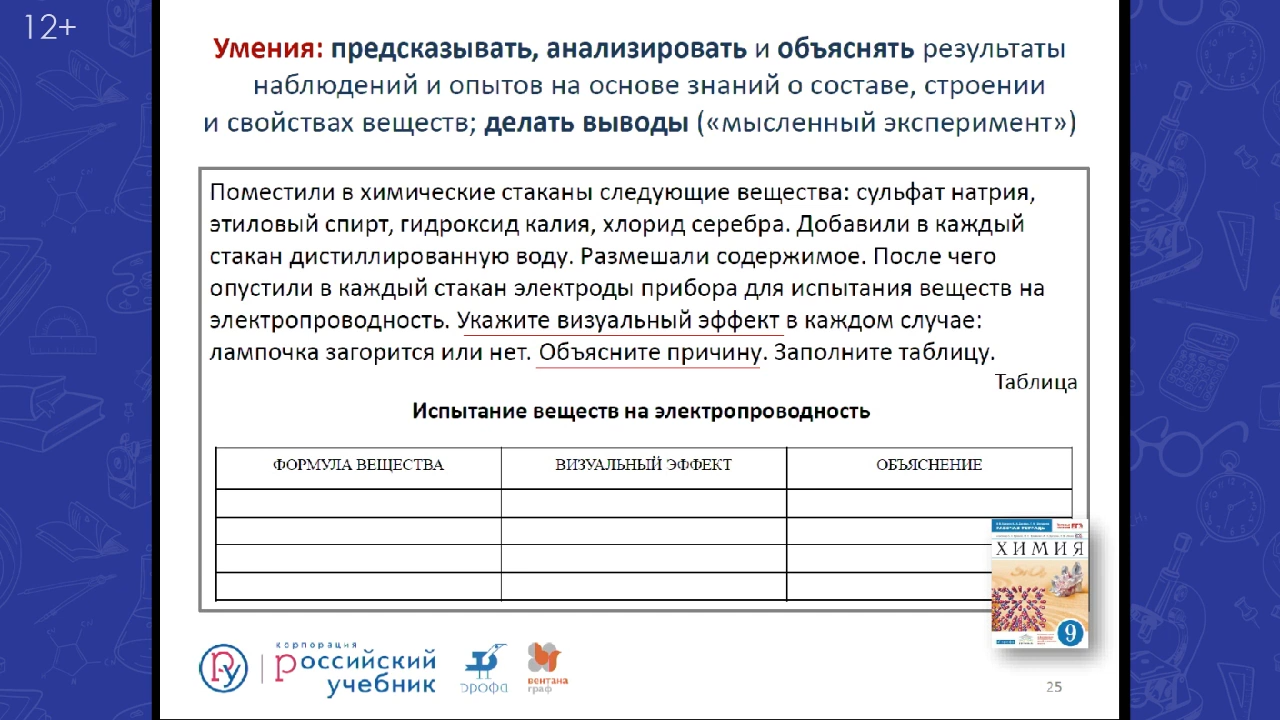 12+
Умения: предсказывать, анализировать и объяснять результаты
наблюдений и опытов на основе знаний о составе, строении
и свойствах веществ; делать выводы («мысленный эксперимент»)
Поместили в химические стаканы следующие вещества: сульфат натрия,
этиловый спирт, гидроксид калия, хлорид серебра. Добавили в каждый
стакан дистиллированную воду. Размешали содержимое. После чего
опустили в каждый стакан электроды прибора для испытания веществ на
электропроводность. Укажите визуальный эффект в каждом случае:
лампочка загорится или нет. Объясните причину. Заполните таблицу.
Таблица
Испытание веществ на электропроводность
ФОРМУЛА ВЕЩЕСТВА ВИЗУАЛЬНЫЙ ЭФФЕКТ ОБЪЯСНЕНИЕ
ХИМИЯ
9
корпорация
российский
учебник
РУ
дрофа
вентана
граф
25